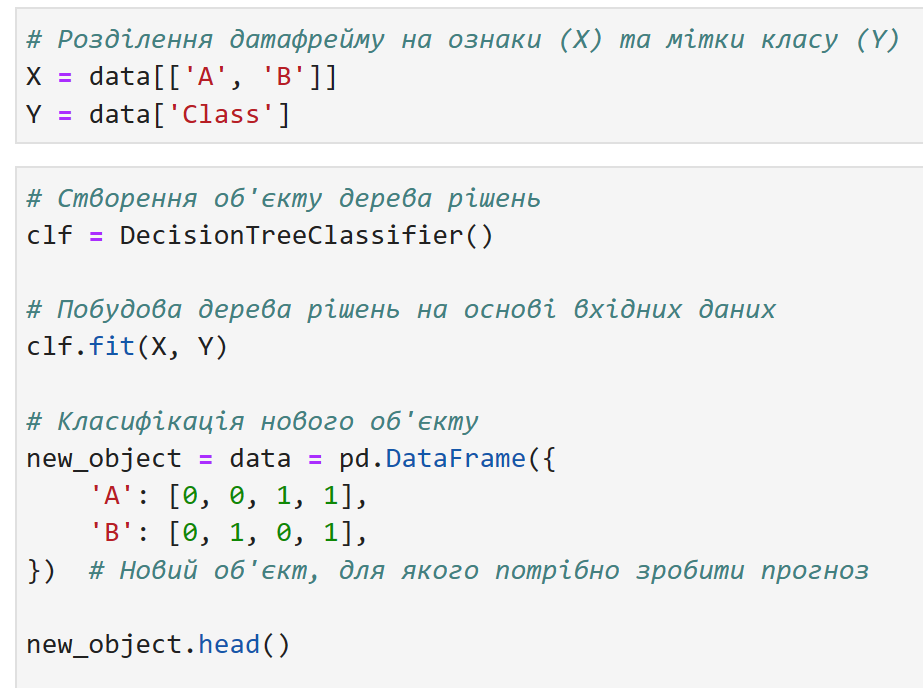 # Розділення датафрейму на ознаки (X) та мітки класу (Y)
X = data[['A', 'B']]
Y = data['Class']
# Створення об'єкту дерева рішень
clf = DecisionTreeClassifier()
# Побудова дерева рішень на основі вхідних даних
clf.fit(X, Y)
# Класифікація нового об'єкту
new_object = data = pd.DataFrame({
    'A': [0, 0, 1, 1],
    'B': [0, 1, 0, 1],
})  # Новий об'єкт, для якого потрібно зробити прогноз
new_object.head()